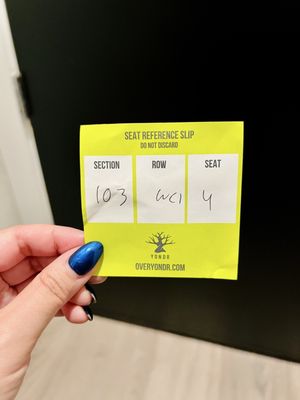 SEAT REFERENCE SLIP
DO NOT DISCARD
SECTION ROW SEAT
103 WC1 4
YONDR
OVERYONDR.COM